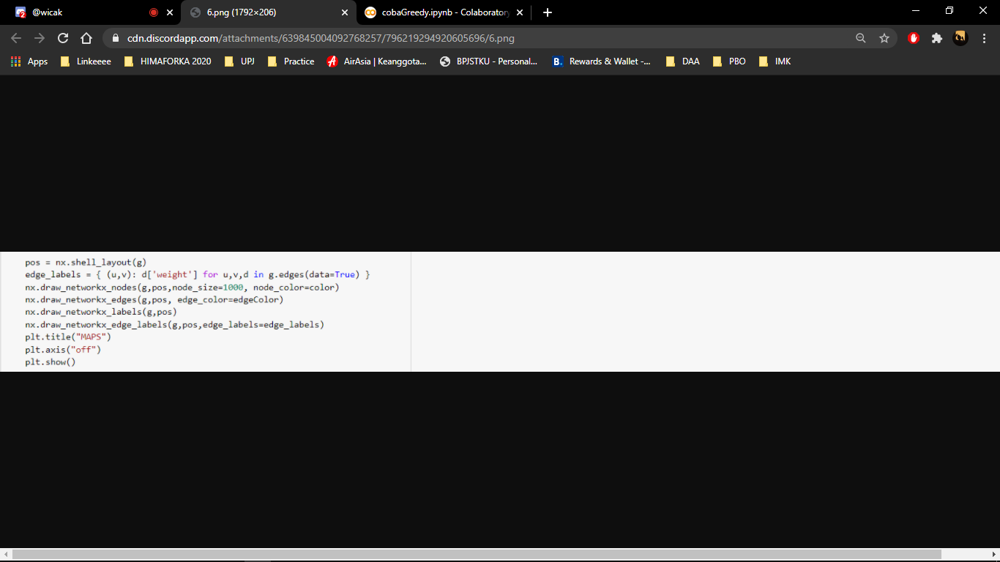 @wicak
6.png (1792×206)
cobaGreedy.ipynb - Colaboratory
cdn.discordapp.com/attachments/639845004092768257/796219294920605696/6.png
Apps
Linkeeee
HIMAFORKA 2020
UPJ
Practice
AirAsia | Keanggota...
BPJSTKU - Personal...
B.
Rewards & Wallet -...
DAA
PBO
IMK
pos = nx.shell_layout(g)
edge_labels = { (u,v): d['weight'] for u,v,d in g.edges(data=True) }
nx.draw_networkx_nodes(g,pos,node_size=1000, node_color=color)
nx.draw_networkx_edges(g,pos, edge_color=edgeColor)
nx.draw_networkx_labels(g,pos)
nx.draw_networkx_edge_labels(g,pos,edge_labels=edge_labels)
plt.title("MAPS")
plt.axis("off")
plt.show()